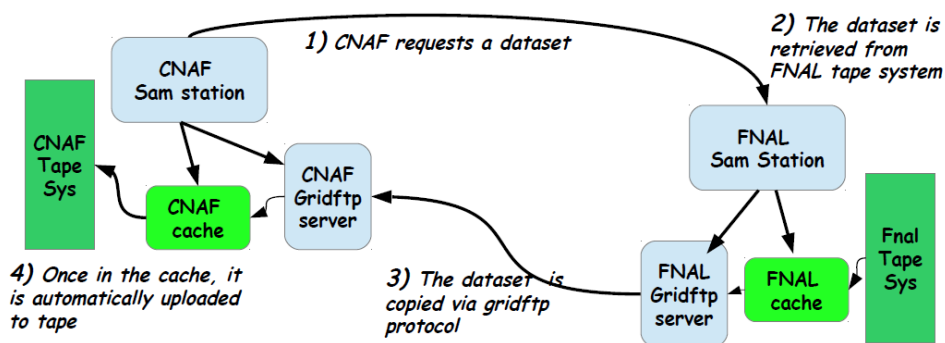 1) CNAF requests a dataset
2) The dataset is
retrieved from
FNAL tape system
CNAF
Sam station
CNAF
Tape
Sys
CNAF
Gridftp
server
CNAF
cache
FNAL
Sam Station
4) Once in the cache, it
is automatically uploaded
to tape
3) The dataset is
copied via gridftp
protocol
FNAL
Gridftp
server
FNAL
cache
Fnal
Tape
Sys